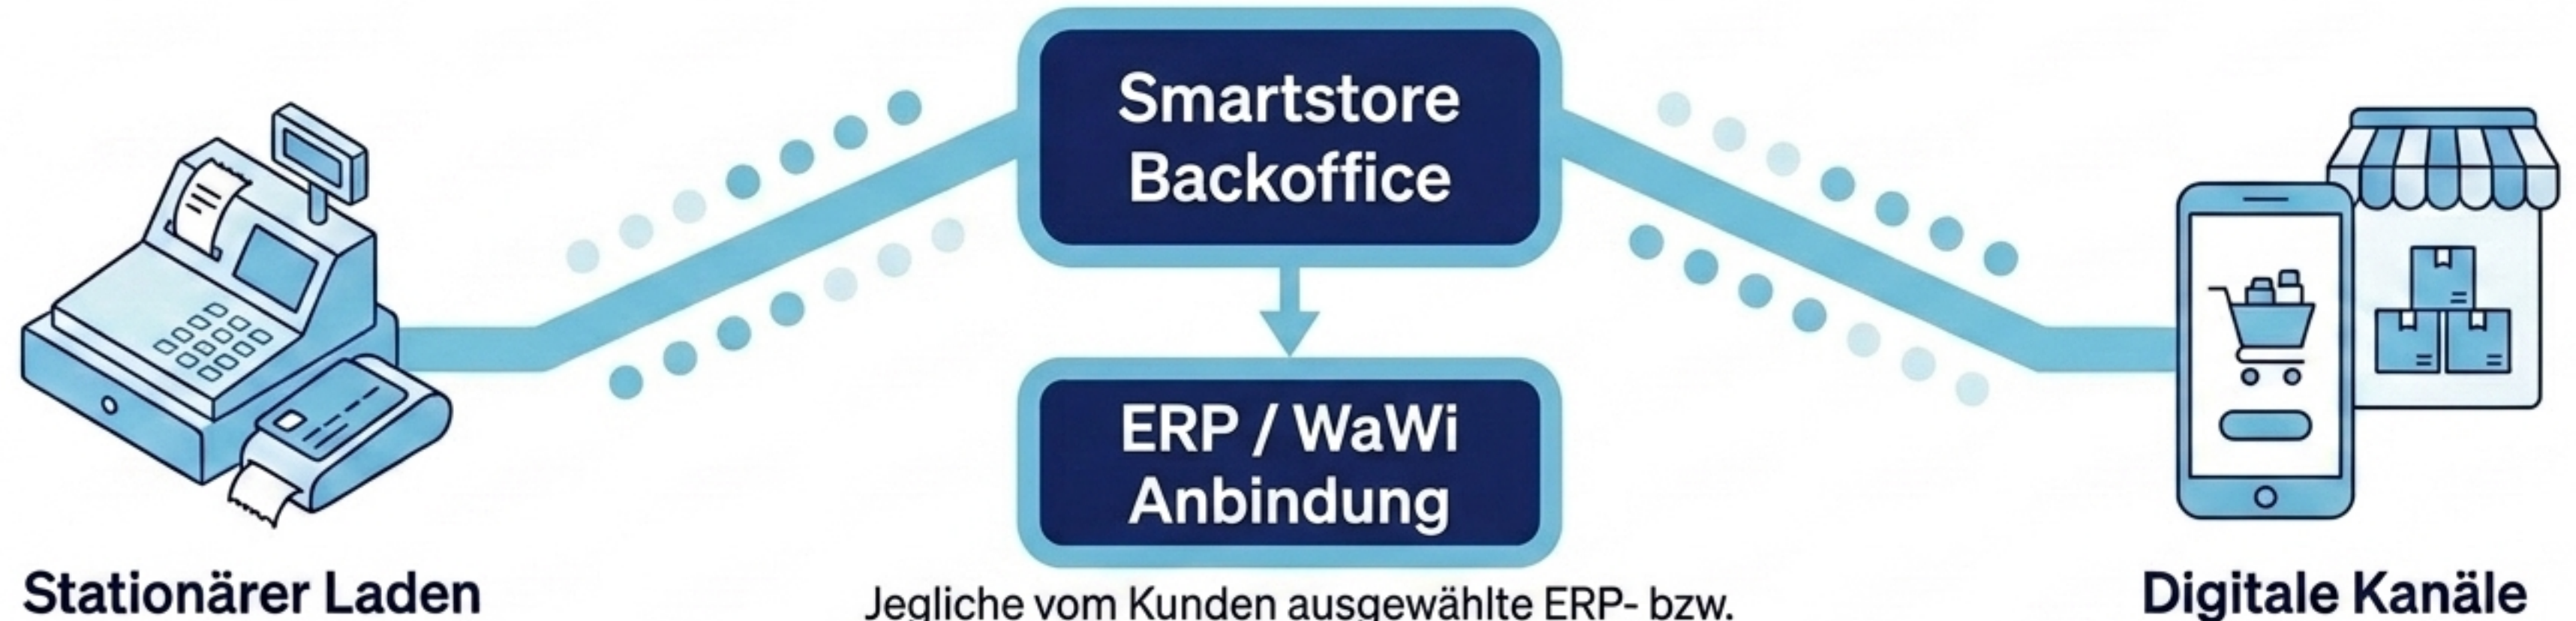 Smartstore
Backoffice
ERP / WaWi
Anbindung
Stationärer Laden
Jegliche vom Kunden ausgewählte ERP- bzw.
Digitale Kanäle